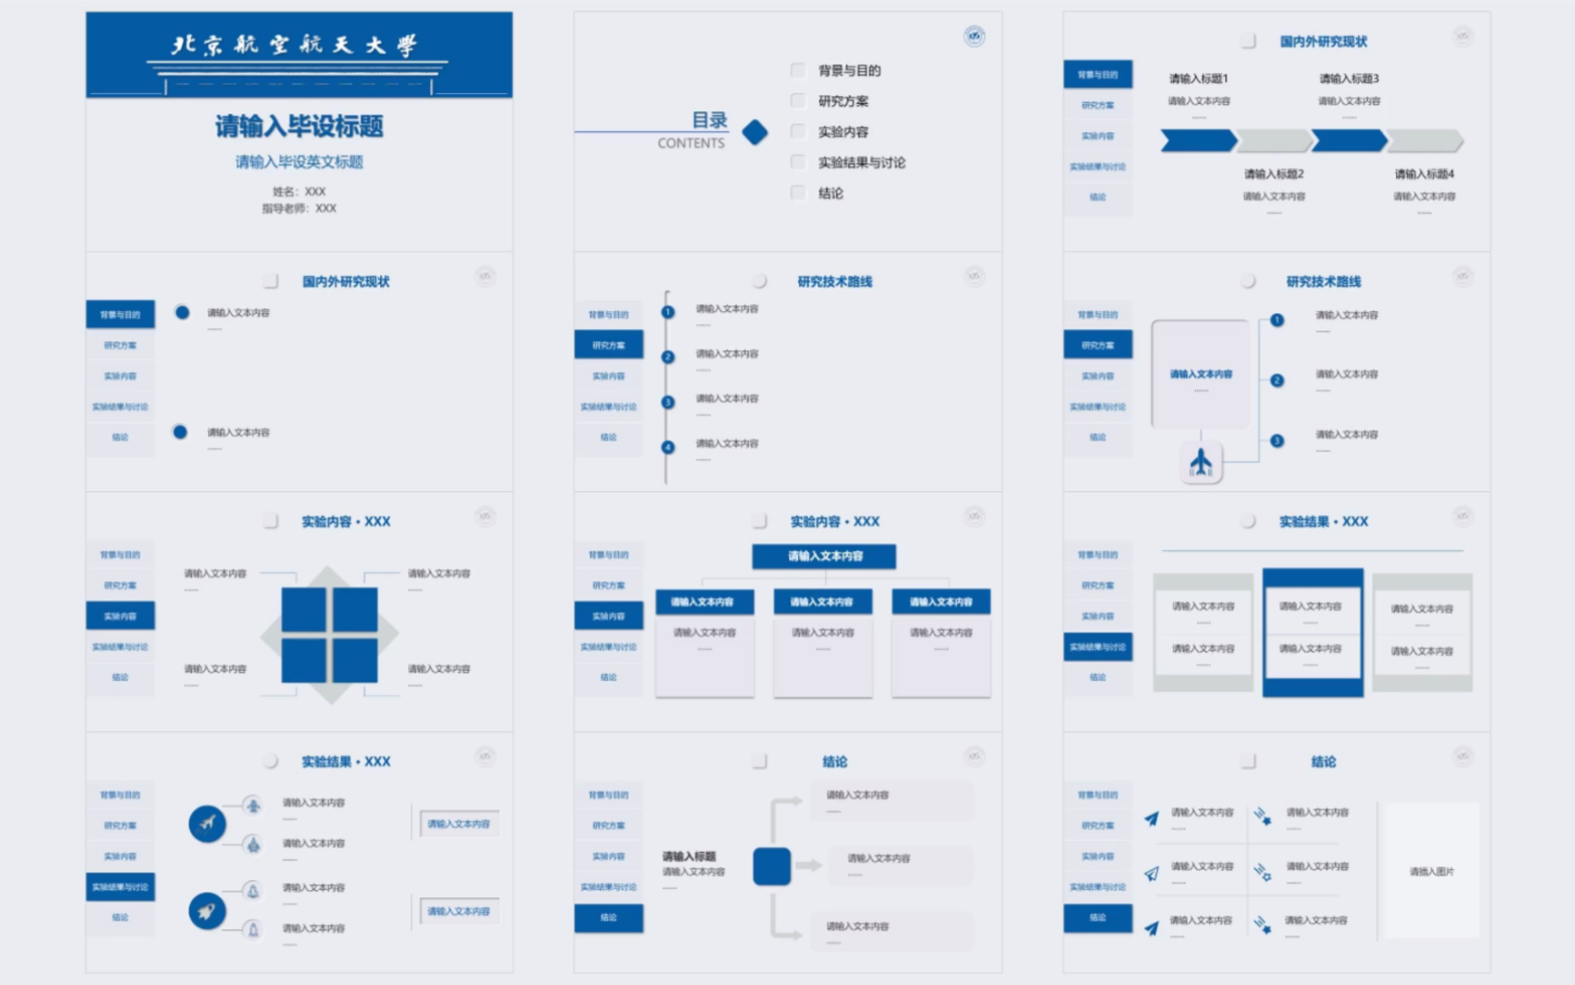 北京航空航天大學
请输入毕设标题
请输入毕设英文标题
姓名：XXX
指导老师：XXX
目录
CONTENTS
背景与目的
研究方案
实验内容
实验结果与讨论
结论
国内外研究现状
背景与目的
研究方案
实验内容
实验结果与讨论
结论
请输入标题1
请输入文本内容
......
请输入标题3
请输入文本内容
......
请输入标题2
请输入文本内容
......
请输入标题4
请输入文本内容
......
国内外研究现状
背景与目的
研究方案
实验内容
实验结果与讨论
结论
请输入文本内容
......
请输入文本内容
......
研究技术路线
背景与目的
研究方案
实验内容
实验结果与讨论
结论
1
请输入文本内容
......
2
请输入文本内容
......
3
请输入文本内容
......
4
请输入文本内容
......
研究技术路线
背景与目的
研究方案
实验内容
实验结果与讨论
结论
请输入文本内容
......
1
请输入文本内容
......
2
请输入文本内容
......
3
请输入文本内容
......
实验内容·XXX
背景与目的
研究方案
实验内容
实验结果与讨论
结论
请输入文本内容
......
请输入文本内容
......
请输入文本内容
......
请输入文本内容
......
实验内容·XXX
背景与目的
研究方案
实验内容
实验结果与讨论
结论
请输入文本内容
请输入文本内容
请输入文本内容
......
请输入文本内容
请输入文本内容
......
请输入文本内容
请输入文本内容
......
实验结果·XXX
背景与目的
研究方案
实验内容
实验结果与讨论
结论
请输入文本内容
......
请输入文本内容
......
请输入文本内容
......
请输入文本内容
......
请输入文本内容
......
请输入文本内容
......
实验结果·XXX
背景与目的
研究方案
实验内容
实验结果与讨论
结论
请输入文本内容
......
请输入文本内容
......
请输入文本内容
请输入文本内容
......
请输入文本内容
......
请输入文本内容
结论
背景与目的
研究方案
实验内容
实验结果与讨论
结论
请输入标题
请输入文本内容
......
请输入文本内容
......
请输入文本内容
......
请输入文本内容
......
结论
背景与目的
研究方案
实验内容
实验结果与讨论
结论
请输入文本内容
......
请输入文本内容
......
请输入文本内容
......
请输入文本内容
......
请输入文本内容
......
请输入文本内容
......
请插入图片